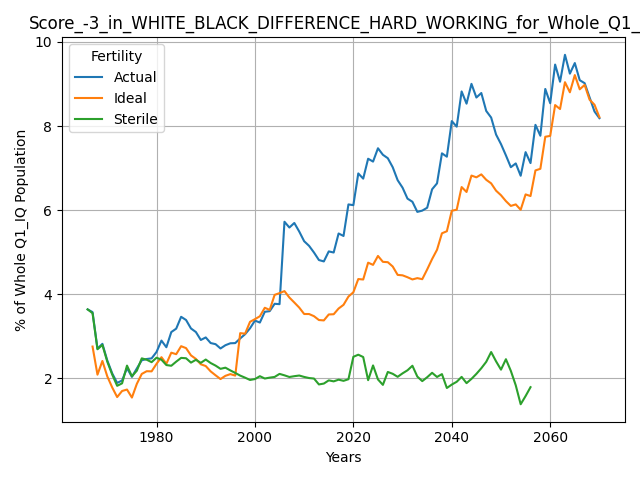 Score_-3_in_WHITE_BLACK_DIFFERENCE_HARD_WORKING_for_Whole_Q1_
10
8
6
4
2
% of Whole Q1_IQ Population
Fertility
Actual
Ideal
Sterile
1980
2000
2020
2040
2060
Years